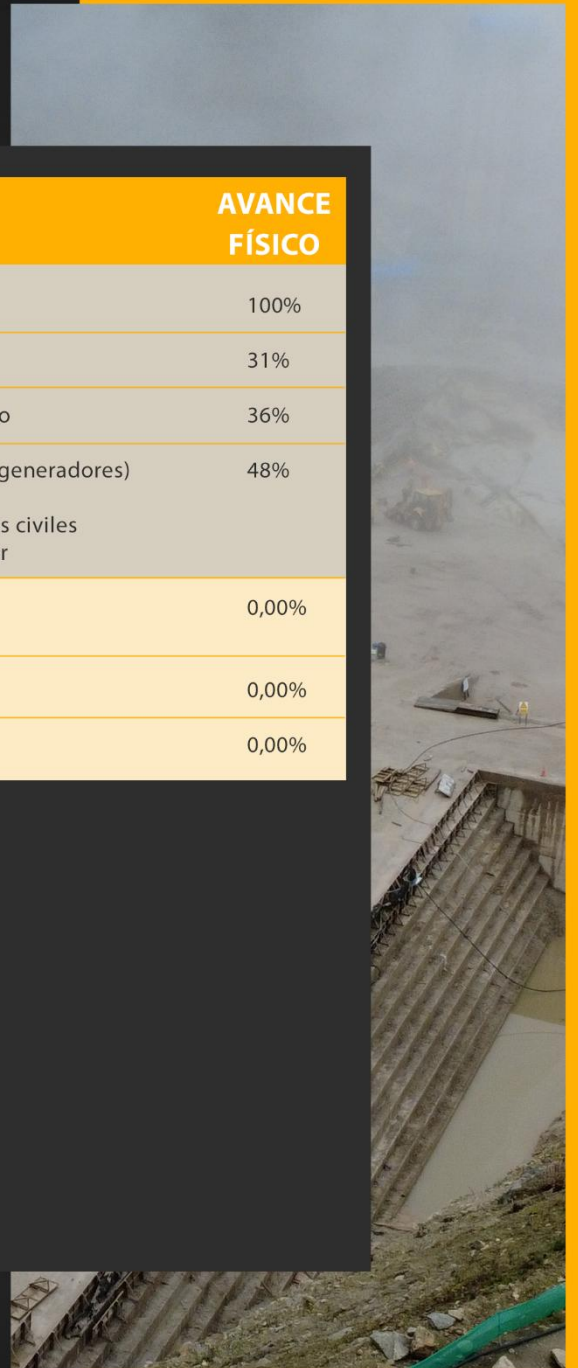 AVANCE
FÍSICO
100%
31%
o 36%
generadores) 48%
s civiles
r
0,00%
0,00%
0,00%